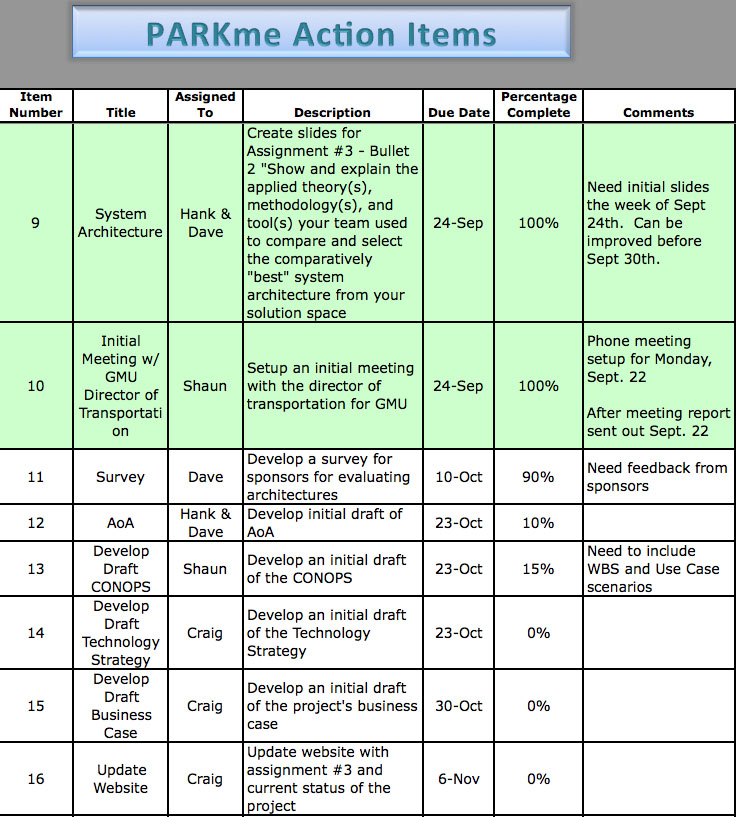 PARKme Action Items
Item
Number
Title
Assigned
To
Description
Due Date
Percentage
Complete
Comments
9
System
Architecture
Hank &
Dave
Create slides for
Assignment #3 - Bullet
2 "Show and explain the
applied theory(s),
methodology(s), and
tool(s) your team used
to compare and select
the comparatively
"best" system
architecture from your
solution space
24-Sep
100%
Need initial slides
the week of Sept
24th.  Can be
improved before
Sept 30th.
10
Initial
Meeting w/
GMU
Director of
Transportati
on
Shaun
Setup an initial meeting
with the director of
transportation for GMU
24-Sep
100%
Phone meeting
setup for Monday,
Sept. 22
After meeting report
sent out Sept. 22
11
Survey
Dave
Develop a survey for
sponsors for evaluating
architectures
10-Oct
90%
Need feedback from
sponsors
12
AoA
Hank &
Dave
Develop initial draft of
AoA
23-Oct
10%
13
Develop
Draft
CONOPS
Shaun
Develop an initial draft
of the CONOPS
23-Oct
15%
Need to include
WBS and Use Case
scenarios
14
Develop
Draft
Technology
Strategy
Craig
Develop an initial draft
of the Technology
Strategy
23-Oct
0%
15
Develop
Draft
Business
Case
Craig
Develop an initial draft
of the project's business
case
30-Oct
0%
16
Update
Website
Craig
Update website with
assignment #3 and
current status of the
project
6-Nov
0%